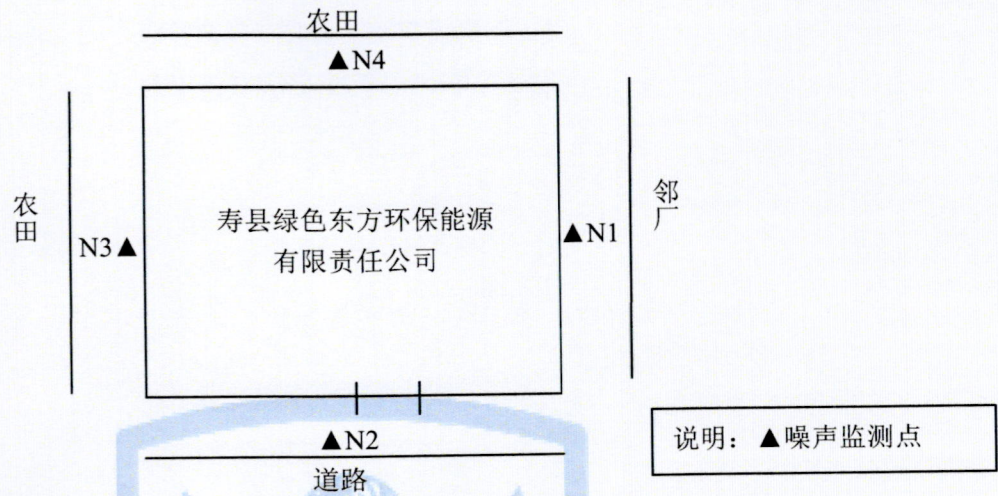 农田
▲N4
农田
N3▲
寿县绿色东方环保能源
有限责任公司
▲N1
邻厂
▲N2
道路
说明：▲噪声监测点